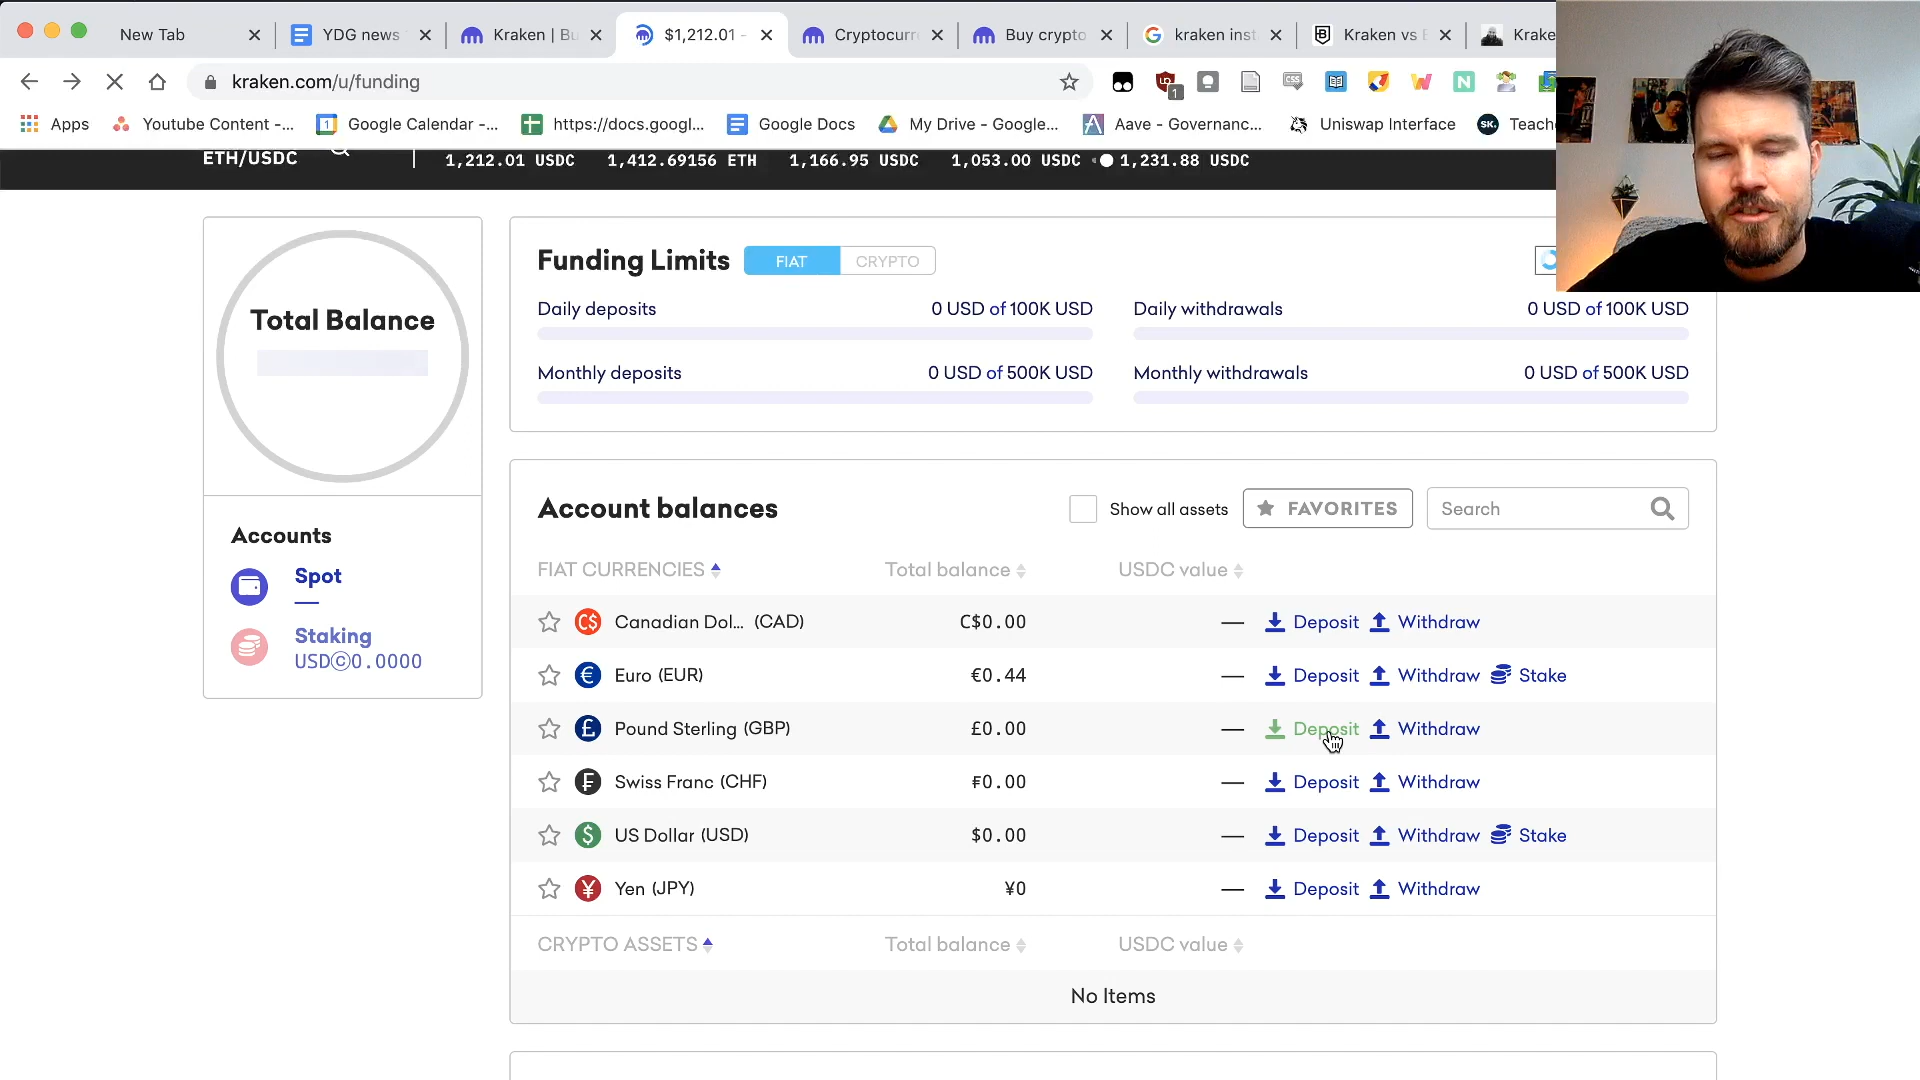 New Tab
YDG news
Kraken | Bu
$1,212.01 -
Cryptocurr
Buy crypto
kraken inst
Kraken vs B
Krake
kraken.com/u/funding
1
Apps
Youtube Content -...
Google Calendar -...
https://docs.googl...
Google Docs
My Drive - Google...
Aave - Governanc...
Uniswap Interface
SK.
Teach
ETH/USDC
1,212.01 USDC
1,412.69156 ETH
1,166.95 USDC
1,053.00 USDC
1,231.88 USDC
Total Balance
Accounts
Spot
Staking
USDⓒ0.0000
Funding Limits
FIAT
CRYPTO
Daily deposits
0 USD of 100K USD
Daily withdrawals
0 USD of 100K USD
Monthly deposits
0 USD of 500K USD
Monthly withdrawals
0 USD of 500K USD
Account balances
Show all assets
FAVORITES
Search
FIAT CURRENCIES
Total balance
USDC value
Canadian Dol... (CAD) C$0.00 — Deposit Withdraw
Euro (EUR) €0.44 — Deposit Withdraw Stake
Pound Sterling (GBP) £0.00 — Deposit Withdraw
Swiss Franc (CHF) ₣0.00 — Deposit Withdraw
US Dollar (USD) $0.00 — Deposit Withdraw Stake
Yen (JPY) ¥0 — Deposit Withdraw
CRYPTO ASSETS
Total balance
USDC value
No Items